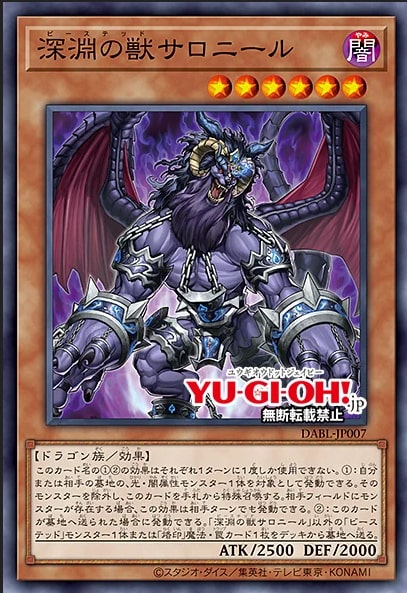 ビーステッド
深淵の獣サロニール
やみ
闇
ユウギオウドットジェイピー
YU-GI-OH!.jp
無断転載禁止
DABL-JP007
【ドラゴン族／効果】
このカード名の①②の効果はそれぞれ1ターンに1度しか使用できない。①：自分
または相手の墓地の、光・闇属性モンスター1体を対象として発動できる。その
モンスターを除外し、このカードを手札から特殊召喚する。相手フィールドにモン
スターが存在する場合、この効果は相手ターンでも発動できる。②：このカード
が墓地へ送られた場合に発動できる。「深淵の獣サロニール」以外の「ビース
テッド」モンスター1体または「烙印」魔法・罠カード1枚をデッキから墓地へ送る。
ATK/2500 DEF/2000
©スタジオ・ダイス／集英社・テレビ東京・KONAMI